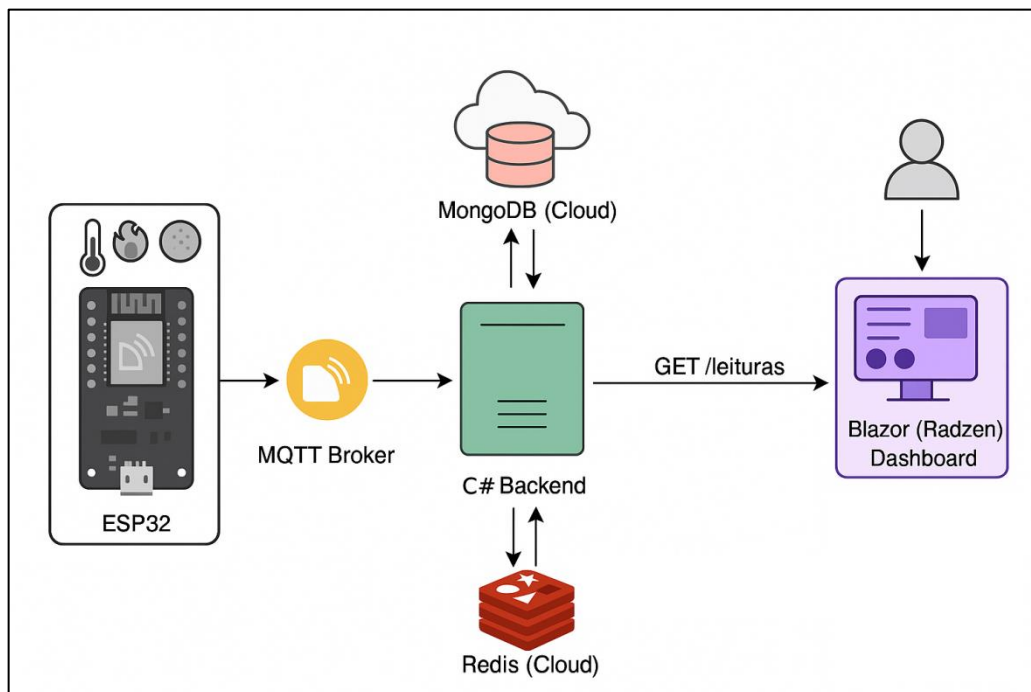 MongoDB (Cloud)
ESP32
MQTT Broker
C# Backend
GET /leituras
Blazor (Radzen)
Dashboard
Redis (Cloud)